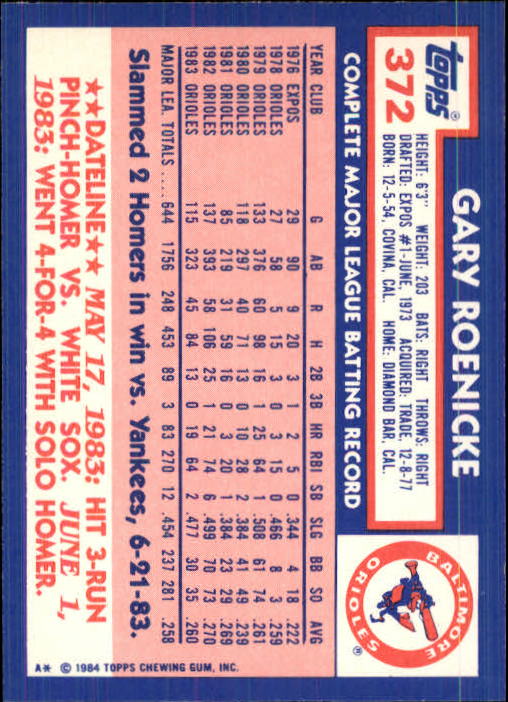 topps®
372
GARY ROENICKE
HEIGHT: 6'3" WEIGHT: 203 BATS: RIGHT THROWS: RIGHT
DRAFTED: EXPOS #1-JUNE, 1973 ACQUIRED: TRADE, 12-8-77
BORN: 12-5-54, COVINA, CAL. HOME: DIAMOND BAR, CAL.
BALTIMORE
ORIOLES
®
COMPLETE MAJOR LEAGUE BATTING RECORD
YEAR CLUB G AB R H 2B 3B HR RBI SB SLG BB SO AVG
1976 EXPOS 29 90 9 20 3 1 2 5 0 .344 4 18 .222
1978 ORIOLES 27 58 5 15 3 0 3 15 0 .466 8 3 .259
1979 ORIOLES 133 376 60 98 16 1 25 64 1 .508 61 74 .261
1980 ORIOLES 118 297 40 71 13 0 10 28 2 .384 41 49 .239
1981 ORIOLES 85 219 31 59 16 0 3 20 1 .384 23 29 .269
1982 ORIOLES 137 393 58 106 25 1 21 74 6 .499 70 73 .270
1983 ORIOLES 115 323 45 84 13 0 19 64 2 .477 30 35 .260
MAJOR LEA. TOTALS .... 644 1756 248 453 89 3 83 270 12 .454 237 281 .258
Slammed 2 Homers in win vs. Yankees, 6-21-83.
★★DATELINE★★ MAY 17, 1983: HIT 3-RUN
PINCH-HOMER VS. WHITE SOX. JUNE 1,
1983: WENT 4-FOR-4 WITH SOLO HOMER.
A* © 1984 TOPPS CHEWING GUM, INC.